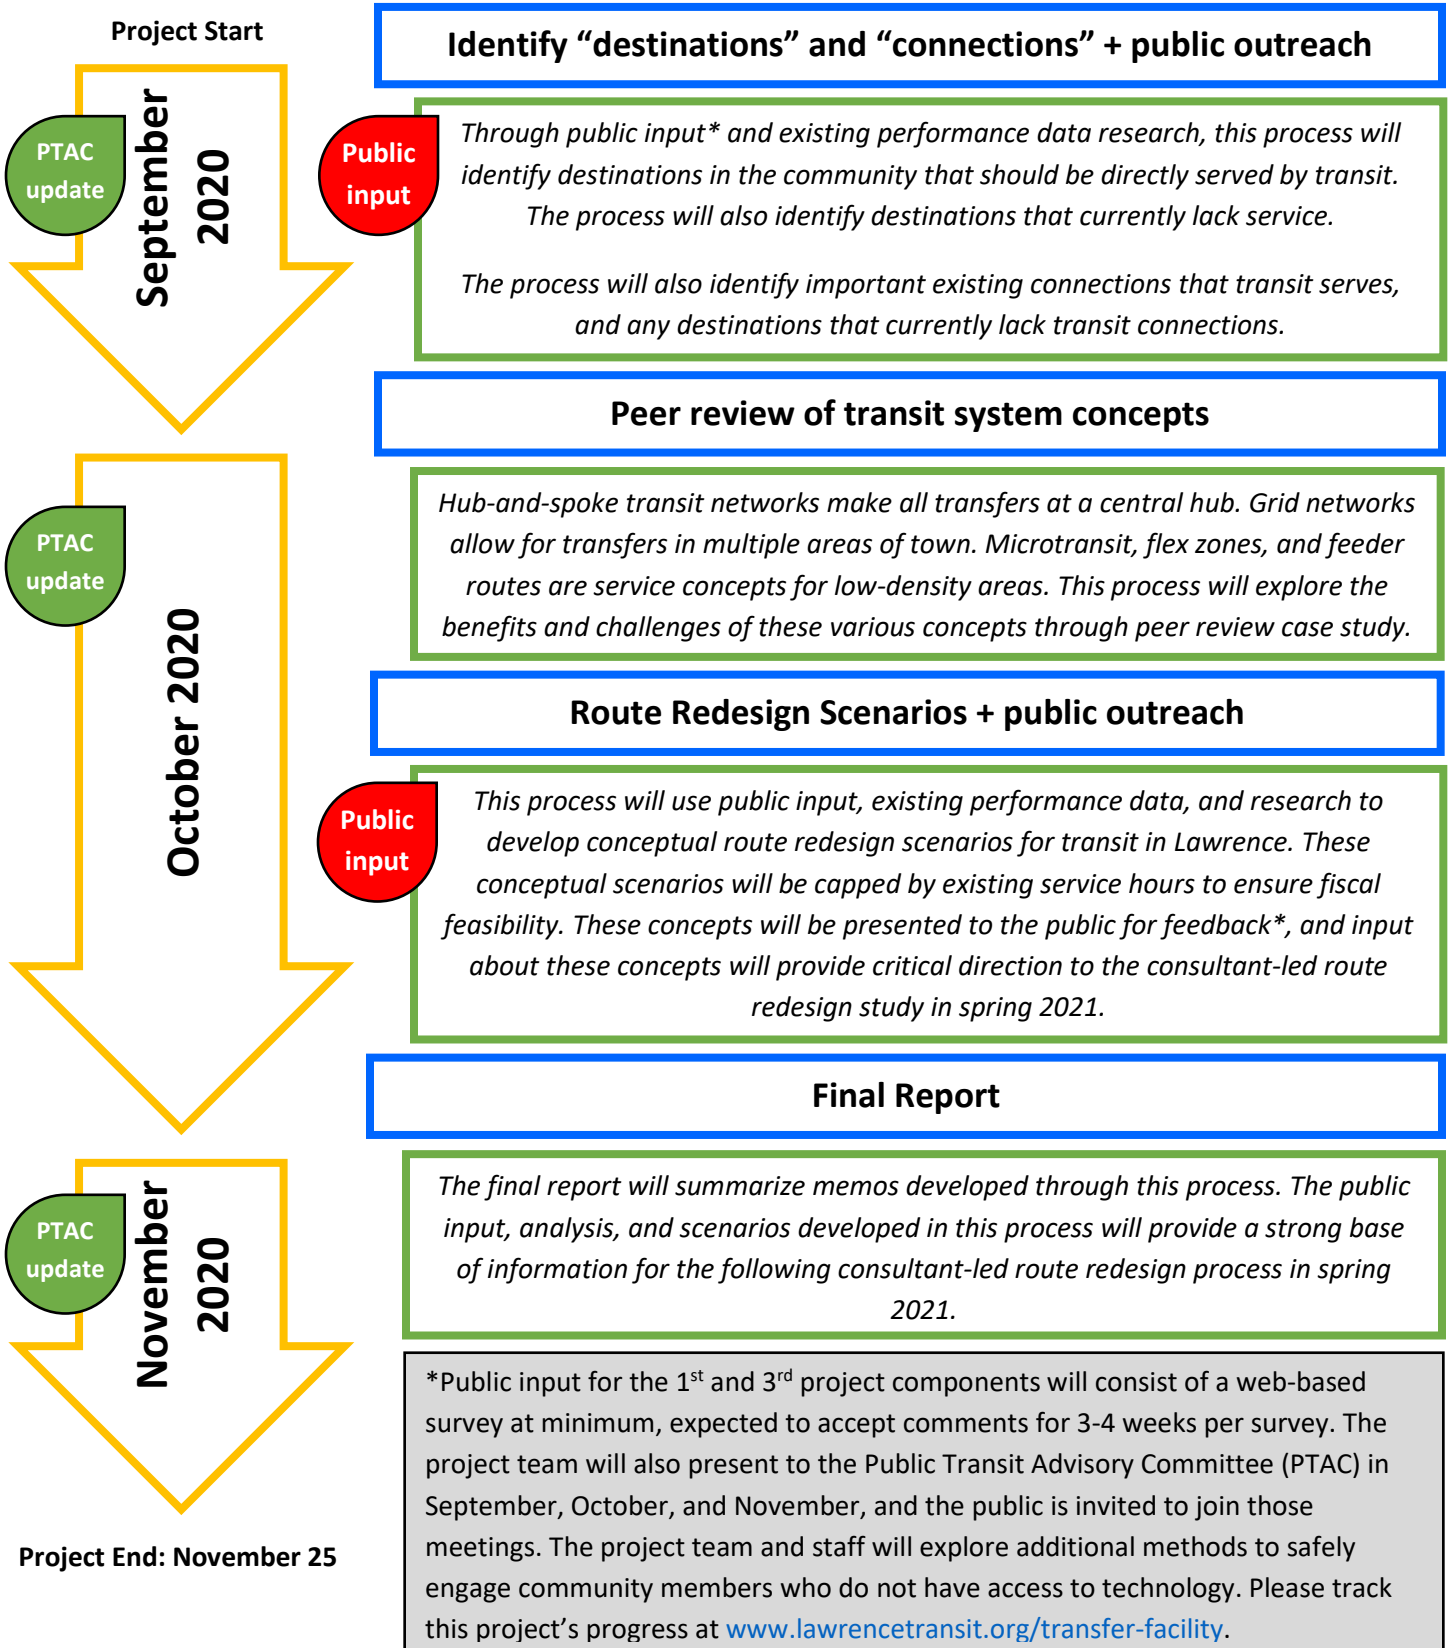 Project Start
Identify “destinations” and “connections” + public outreach
September
2020
PTAC
update
Public
input
Through public input* and existing performance data research, this process will
identify destinations in the community that should be directly served by transit.
The process will also identify destinations that currently lack service.
The process will also identify important existing connections that transit serves,
and any destinations that currently lack transit connections.
Peer review of transit system concepts
PTAC
update
October 2020
Hub-and-spoke transit networks make all transfers at a central hub. Grid networks
allow for transfers in multiple areas of town. Microtransit, flex zones, and feeder
routes are service concepts for low-density areas. This process will explore the
benefits and challenges of these various concepts through peer review case study.
Route Redesign Scenarios + public outreach
Public
input
This process will use public input, existing performance data, and research to
develop conceptual route redesign scenarios for transit in Lawrence. These
conceptual scenarios will be capped by existing service hours to ensure fiscal
feasibility. These concepts will be presented to the public for feedback*, and input
about these concepts will provide critical direction to the consultant-led route
redesign study in spring 2021.
Final Report
PTAC
update
November
2020
The final report will summarize memos developed through this process. The public
input, analysis, and scenarios developed in this process will provide a strong base
of information for the following consultant-led route redesign process in spring
2021.
Project End: November 25
*Public input for the 1st and 3rd project components will consist of a web-based
survey at minimum, expected to accept comments for 3-4 weeks per survey. The
project team will also present to the Public Transit Advisory Committee (PTAC) in
September, October, and November, and the public is invited to join those
meetings. The project team and staff will explore additional methods to safely
engage community members who do not have access to technology. Please track
this project’s progress at www.lawrencetransit.org/transfer-facility.